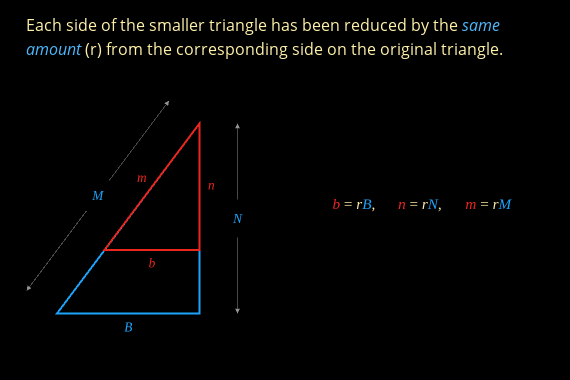 Each side of the smaller triangle has been reduced by the same
amount (r) from the corresponding side on the original triangle.
m
M
n
N
b = rB, n = rN, m = rM
b
B